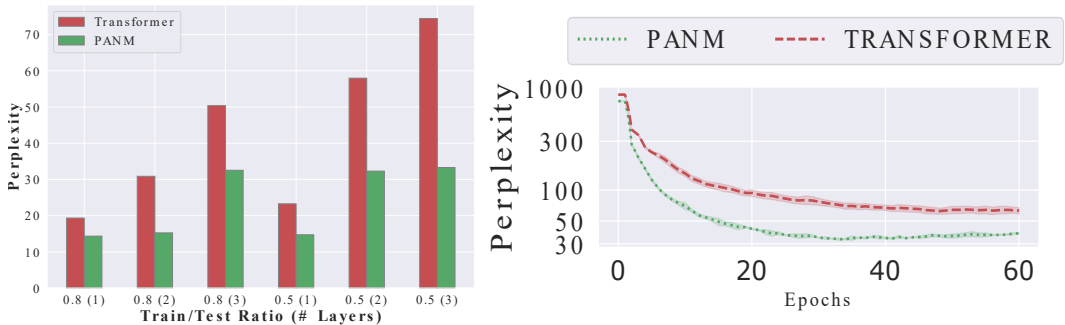 Transformer
PANM
Perplexity
70
60
50
40
30
20
10
0
0.8 (1) 0.8 (2) 0.8 (3) 0.5 (1) 0.5 (2) 0.5 (3)
Train/Test Ratio (# Layers)
PANM TRANSFORMER
Perplexity
1000
300
100
50
30
0 20 40 60
Epochs